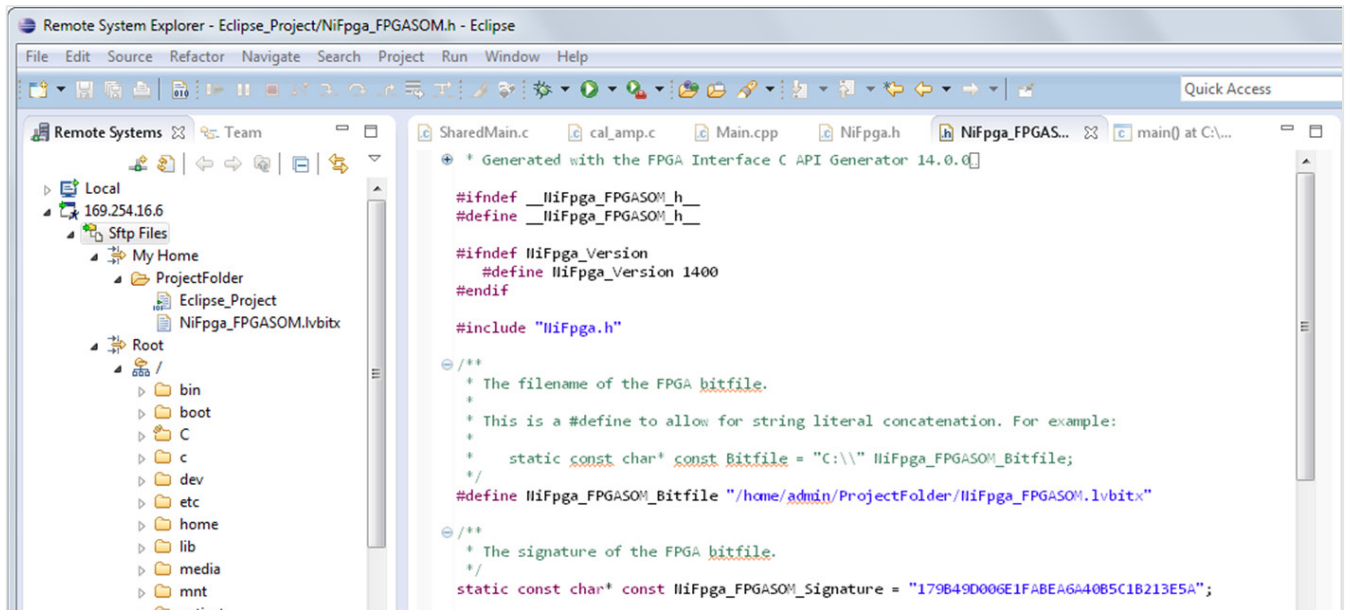 Remote System Explorer - Eclipse_Project/NiFpga_FPGASOM.h - Eclipse
File Edit Source Refactor Navigate Search Project Run Window Help
Quick Access
Remote Systems Team
Local
169.254.16.6
Sftp Files
My Home
ProjectFolder
Eclipse_Project
NiFpga_FPGASOM.lvbitx
Root
/
bin
boot
C
c
dev
etc
home
lib
media
mnt
SharedMain.c cal_amp.c Main.cpp NiFpga.h NiFpga_FPGAS... main() at C:\...
* Generated with the FPGA Interface C API Generator 14.0.0
#ifndef __NiFpga_FPGASOM_h__
#define __NiFpga_FPGASOM_h__
#ifndef NiFpga_Version
#define NiFpga_Version 1400
#endif
#include "NiFpga.h"
/**
* The filename of the FPGA bitfile.
*
* This is a #define to allow for string literal concatenation. For example:
*
* static const char* const Bitfile = "C:\\" NiFpga_FPGASOM_Bitfile;
*/
#define NiFpga_FPGASOM_Bitfile "/home/admin/ProjectFolder/NiFpga_FPGASOM.lvbitx"
/**
* The signature of the FPGA bitfile.
*/
static const char* const NiFpga_FPGASOM_Signature = "179B49D006E1FABEA6A40B5C1B213E5A";